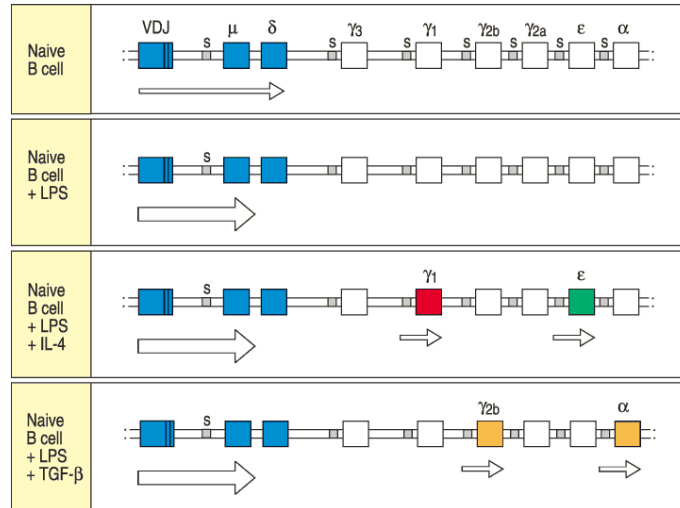 VDJ μ δ γ3 γ1 γ2b γ2a ε α
S S S S S S S
Naive
B cell
S
Naive
B cell
+ LPS
γ1 ε
S
Naive
B cell
+ LPS
+ IL-4
γ2b α
S
Naive
B cell
+ LPS
+ TGF-β